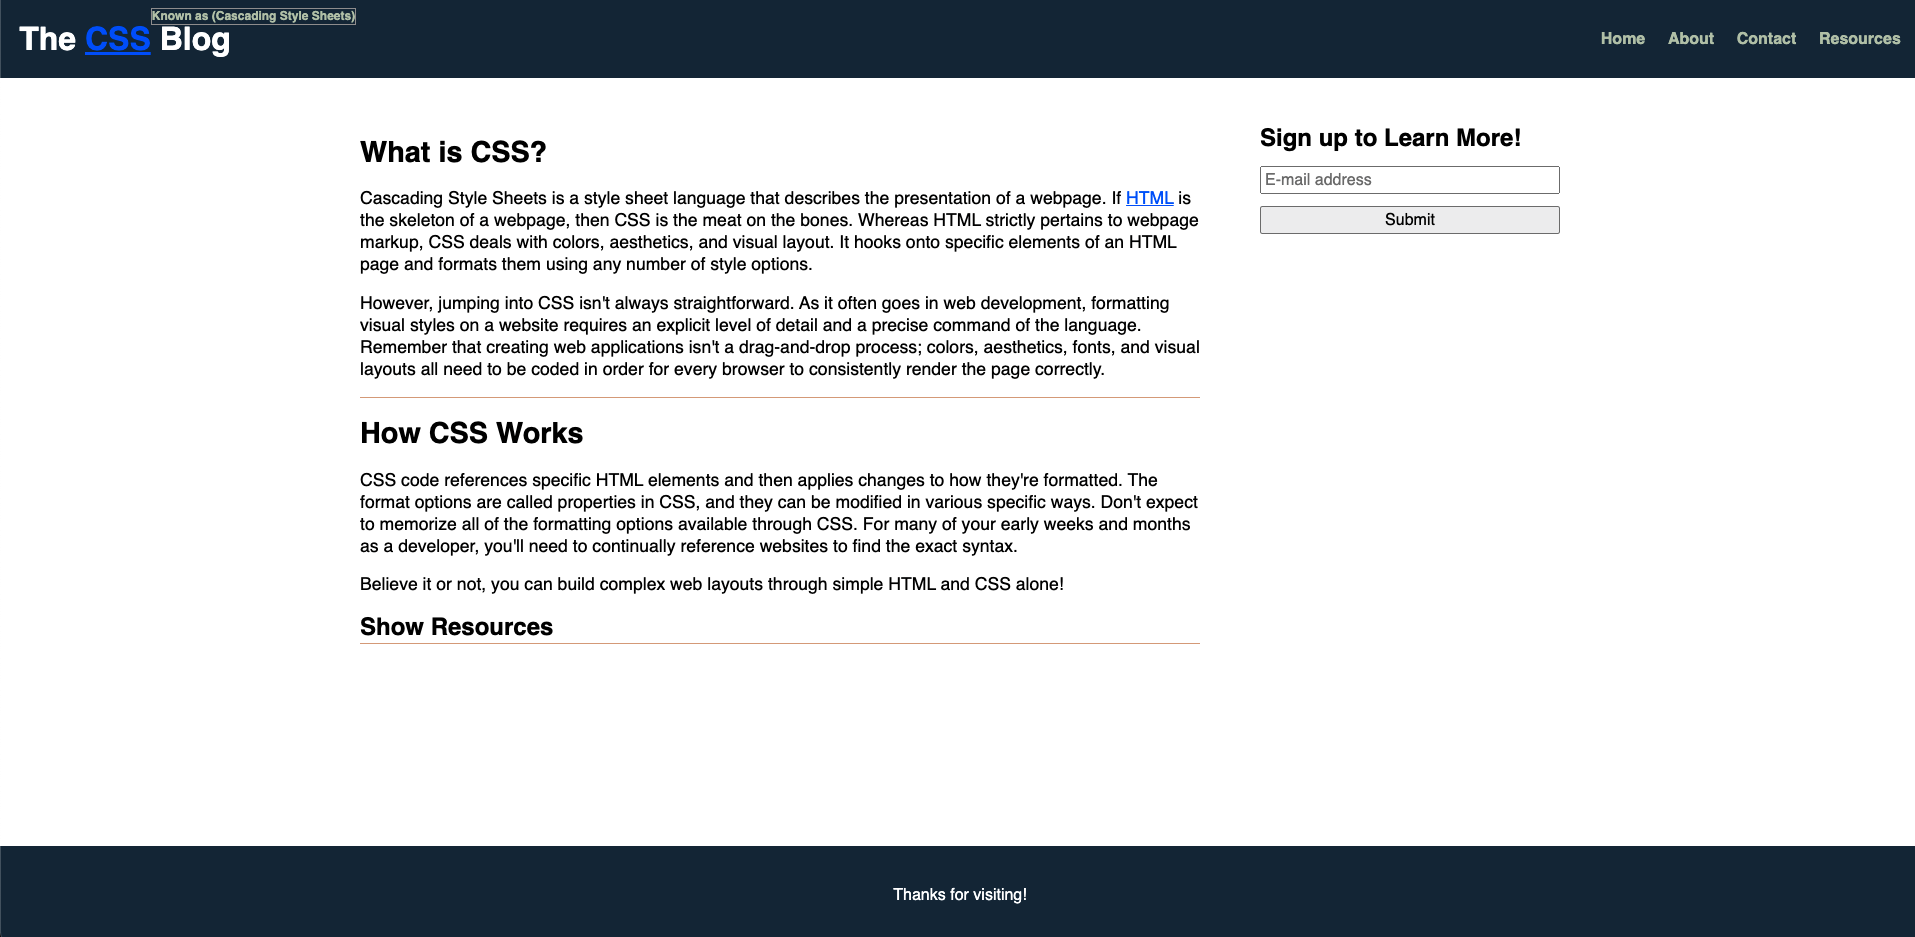 Known as (Cascading Style Sheets)
The CSS Blog
Home About Contact Resources
What is CSS?
Cascading Style Sheets is a style sheet language that describes the presentation of a webpage. If HTML is
the skeleton of a webpage, then CSS is the meat on the bones. Whereas HTML strictly pertains to webpage
markup, CSS deals with colors, aesthetics, and visual layout. It hooks onto specific elements of an HTML
page and formats them using any number of style options.
However, jumping into CSS isn't always straightforward. As it often goes in web development, formatting
visual styles on a website requires an explicit level of detail and a precise command of the language.
Remember that creating web applications isn't a drag-and-drop process; colors, aesthetics, fonts, and visual
layouts all need to be coded in order for every browser to consistently render the page correctly.
How CSS Works
CSS code references specific HTML elements and then applies changes to how they're formatted. The
format options are called properties in CSS, and they can be modified in various specific ways. Don't expect
to memorize all of the formatting options available through CSS. For many of your early weeks and months
as a developer, you'll need to continually reference websites to find the exact syntax.
Believe it or not, you can build complex web layouts through simple HTML and CSS alone!
Show Resources
Sign up to Learn More!
E-mail address
Submit
Thanks for visiting!